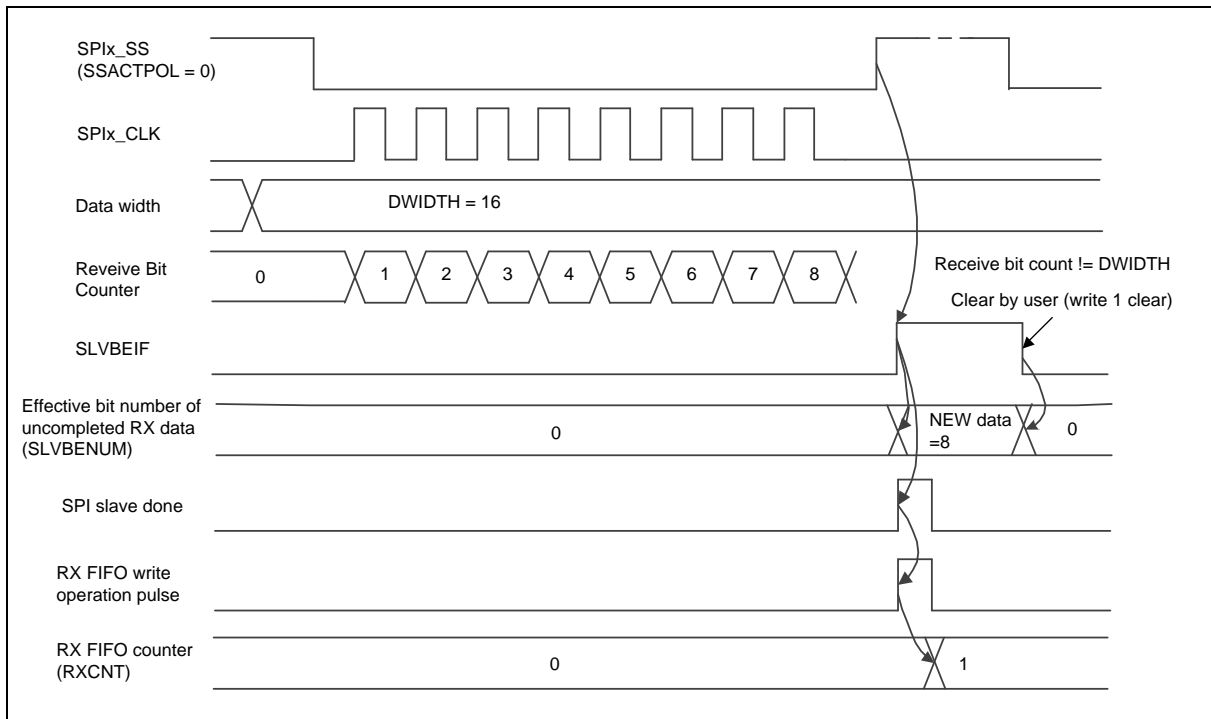 SPIx_SS
(SSACTPOL = 0)
SPIx_CLK
Data width
DWIDTH = 16
Reveive Bit
Counter
0
1
2
3
4
5
6
7
8
Receive bit count != DWIDTH
Clear by user (write 1 clear)
SLVBEIF
Effective bit number of
uncompleted RX data
(SLVBENUM)
0
NEW data
=8
0
SPI slave done
RX FIFO write
operation pulse
RX FIFO counter
(RXCNT)
0
1